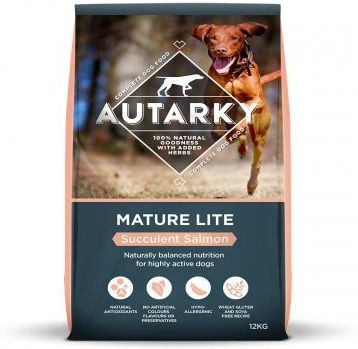 COMPLETE DOG FOOD
AUTARKY
100% NATURAL
GOODNESS
WITH ADDED
HERBS
COMPLETE DOG FOOD
MATURE LITE
Succulent Salmon
Naturally balanced nutrition
for highly active dogs
NATURAL
ANTIOXIDANTS
NO ARTIFICIAL
COLOURS
FLAVOURS OR
PRESERVATIVES
HYPO-
ALLERGENIC
WHEAT GLUTEN
AND SOYA
FREE RECIPE
12KG